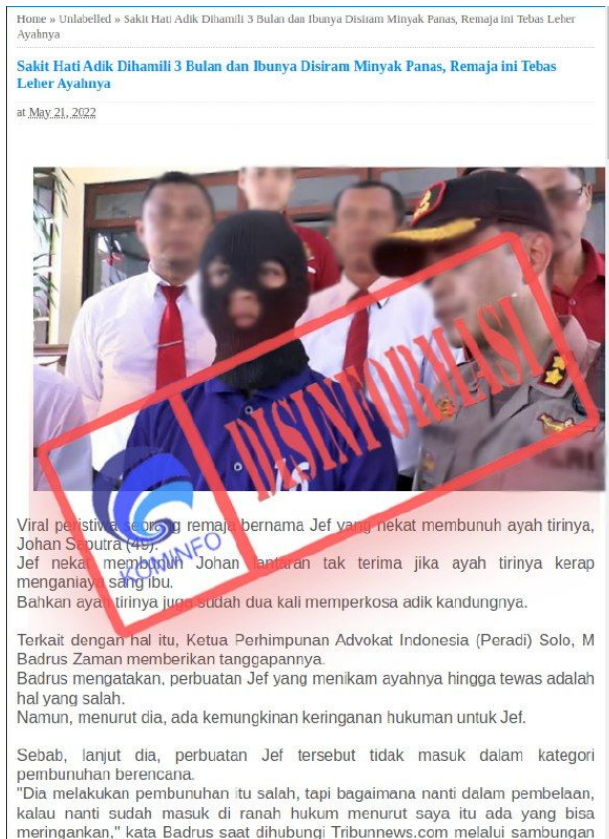 Home » Unlabelled » Sakit Hati Adik Dihamili 3 Bulan dan Ibunya Disiram Minyak Panas, Remaja ini Tebas Leher
Ayahnya
Sakit Hati Adik Dihamili 3 Bulan dan Ibunya Disiram Minyak Panas, Remaja ini Tebas
Leher Ayahnya
at May 21, 2022
DISINFORMASI
KOMINFO
Viral peristiwa seorang remaja bernama Jef yang nekat membunuh ayah tirinya,
Johan Saputra (49).
Jef nekat membunuh Johan lantaran tak terima jika ayah tirinya kerap
menganiaya sang ibu.
Bahkan ayah tirinya juga sudah dua kali memperkosa adik kandungnya.
Terkait dengan hal itu, Ketua Perhimpunan Advokat Indonesia (Peradi) Solo, M
Badrus Zaman memberikan tanggapannya.
Badrus mengatakan, perbuatan Jef yang menikam ayahnya hingga tewas adalah
hal yang salah.
Namun, menurut dia, ada kemungkinan keringanan hukuman untuk Jef.
Sebab, lanjut dia, perbuatan Jef tersebut tidak masuk dalam kategori
pembunuhan berencana.
"Dia melakukan pembunuhan itu salah, tapi bagaimana nanti dalam pembelaan,
kalau nanti sudah masuk di ranah hukum menurut saya itu ada yang bisa
meringankan," kata Badrus saat dihubungi Tribunnews.com melalui sambungan